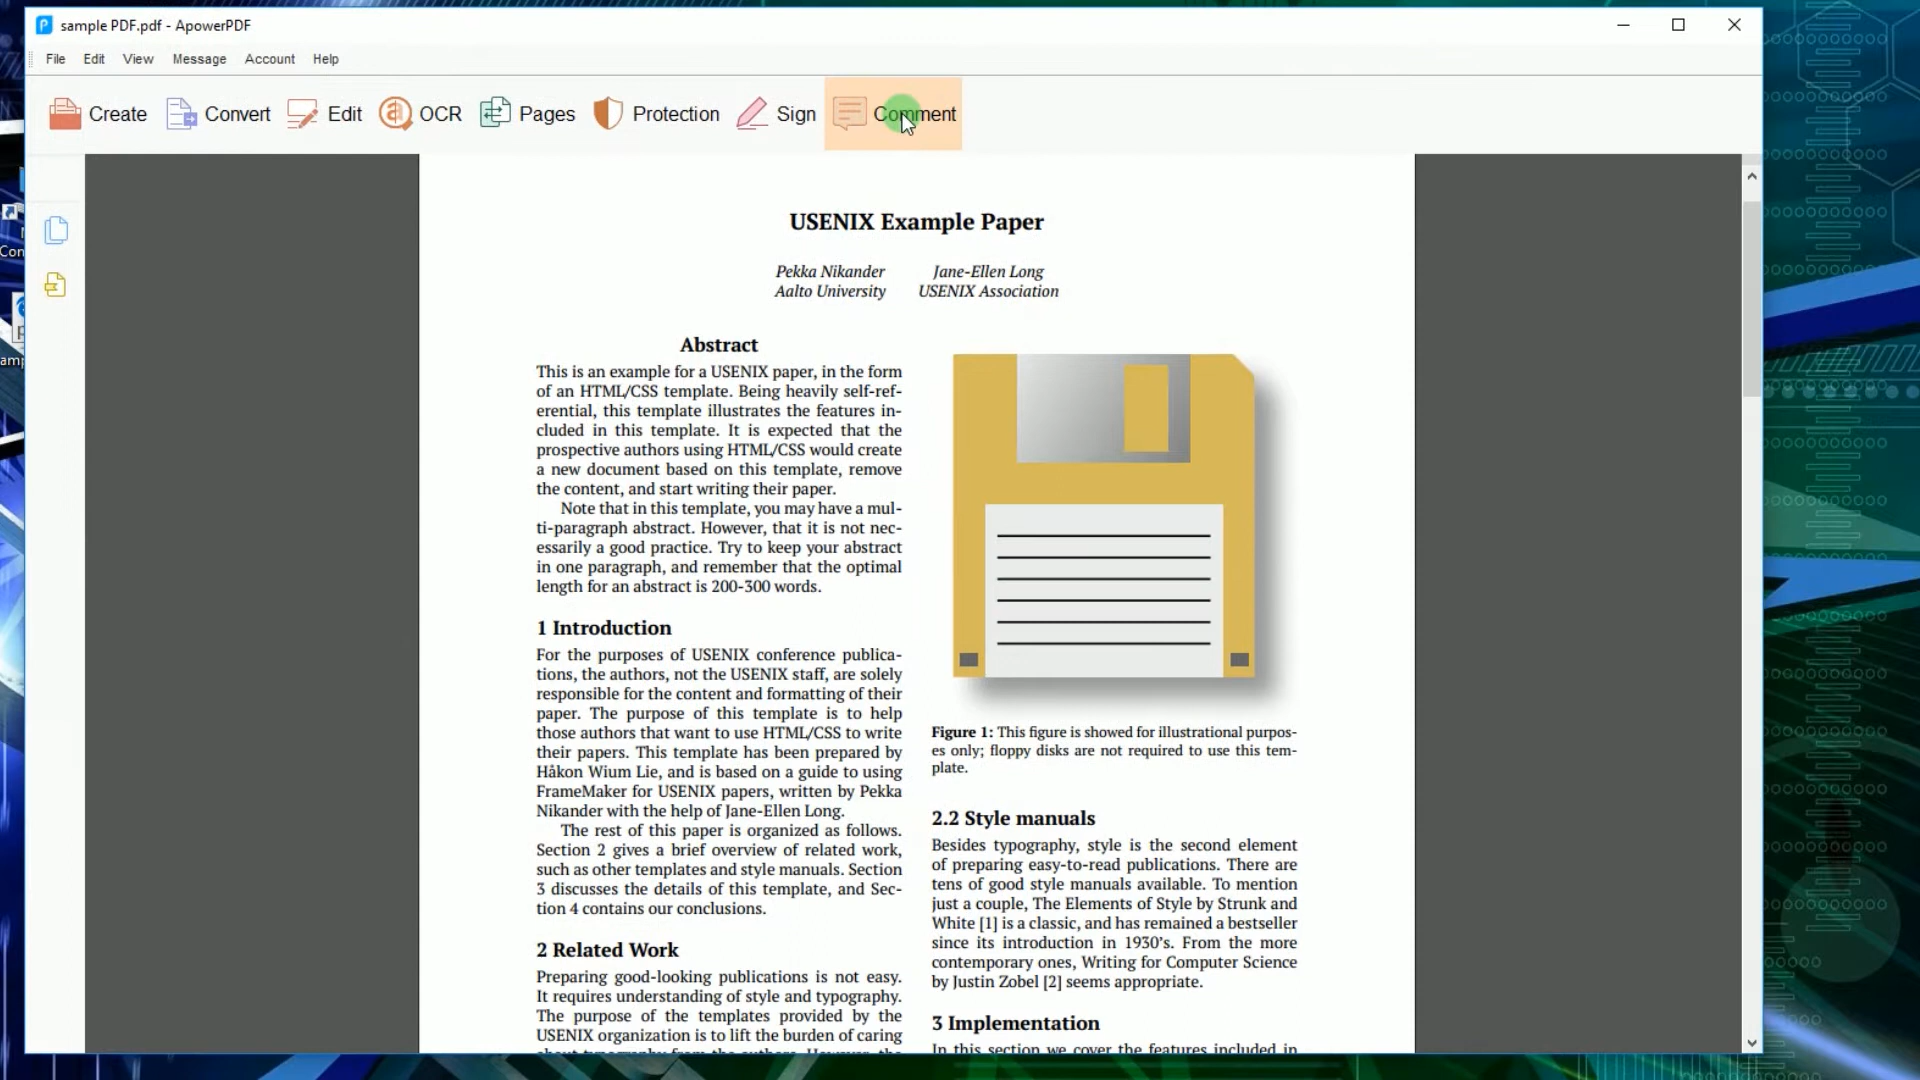 sample PDF.pdf - ApowerPDF
File Edit View Message Account Help
Create Convert Edit OCR Pages Protection Sign Comment
USENIX Example Paper
Pekka Nikander Jane-Ellen Long
Aalto University USENIX Association
Abstract
This is an example for a USENIX paper, in the form
of an HTML/CSS template. Being heavily self-ref-
erential, this template illustrates the features in-
cluded in this template. It is expected that the
prospective authors using HTML/CSS would create
a new document based on this template, remove
the content, and start writing their paper.
Note that in this template, you may have a mul-
ti-paragraph abstract. However, that it is not nec-
essarily a good practice. Try to keep your abstract
in one paragraph, and remember that the optimal
length for an abstract is 200-300 words.
1 Introduction
For the purposes of USENIX conference publica-
tions, the authors, not the USENIX staff, are solely
responsible for the content and formatting of their
paper. The purpose of this template is to help
those authors that want to use HTML/CSS to write
their papers. This template has been prepared by
Håkon Wium Lie, and is based on a guide to using
FrameMaker for USENIX papers, written by Pekka
Nikander with the help of Jane-Ellen Long.
The rest of this paper is organized as follows.
Section 2 gives a brief overview of related work,
such as other templates and style manuals. Section
3 discusses the details of this template, and Sec-
tion 4 contains our conclusions.
2 Related Work
Preparing good-looking publications is not easy.
It requires understanding of style and typography.
The purpose of the templates provided by the
USENIX organization is to lift the burden of caring
about typography from the authors. However, the
Figure 1: This figure is showed for illustrational purpos-
es only; floppy disks are not required to use this tem-
plate.
2.2 Style manuals
Besides typography, style is the second element
of preparing easy-to-read publications. There are
tens of good style manuals available. To mention
just a couple, The Elements of Style by Strunk and
White [1] is a classic, and has remained a bestseller
since its introduction in 1930's. From the more
contemporary ones, Writing for Computer Science
by Justin Zobel [2] seems appropriate.
3 Implementation
In this section we cover the features included in